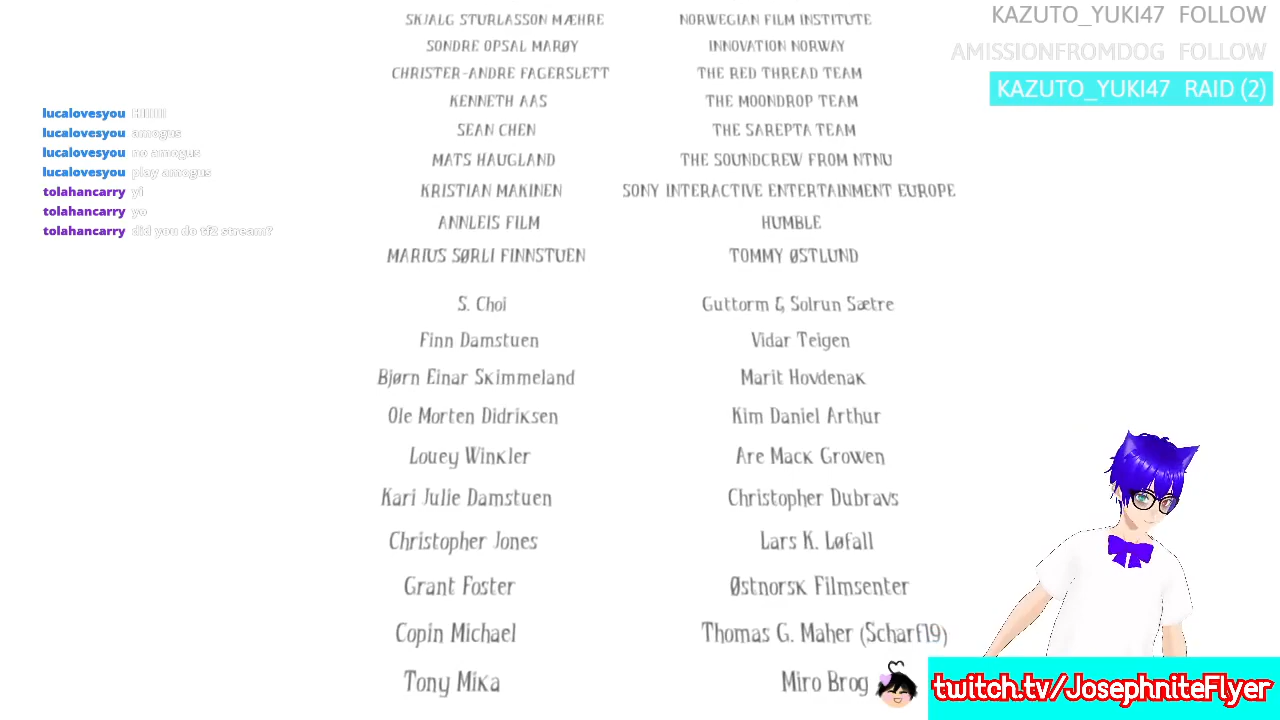 KAZUTO_YUKI47 FOLLOW
AMISSIONFROMDOG FOLLOW
KAZUTO_YUKI47 RAID (2)
lucalovesyou HIIIIII
lucalovesyou amogus
lucalovesyou no amogus
lucalovesyou play amogus
tolahancarry yi
tolahancarry yo
tolahancarry did you do tf2 stream?
SKJALG STURLASSON MÆHRE NORWEGIAN FILM INSTITUTE
SONDRE OPSAL MARØY INNOVATION NORWAY
CHRISTER-ANDRE FAGERSLETT THE RED THREAD TEAM
KENNETH AAS THE MOONDROP TEAM
SEAN CHEN THE SAREPTA TEAM
MATS HAUGLAND THE SOUNDCREW FROM NTNU
KRISTIAN MAKINEN SONY INTERACTIVE ENTERTAINMENT EUROPE
ANNLEIS FILM HUMBLE
MARIUS SØRLI FINNSTUEN TOMMY ØSTLUND
S. Choi Guttorm & Solrun Sætre
Finn Damstuen Vidar Teigen
Bjørn Einar Skimmeland Marit Hovdenak
Ole Morten Didriksen Kim Daniel Arthur
Louey Winkler Are Mack Growen
Kari Julie Damstuen Christopher Dubravs
Christopher Jones Lars K. Løfall
Grant Foster Østnorsk Filmsenter
Copin Michael Thomas G. Maher (Scharf19)
Tony Mika Miro Brog
twitch.tv/JosephniteFlyer